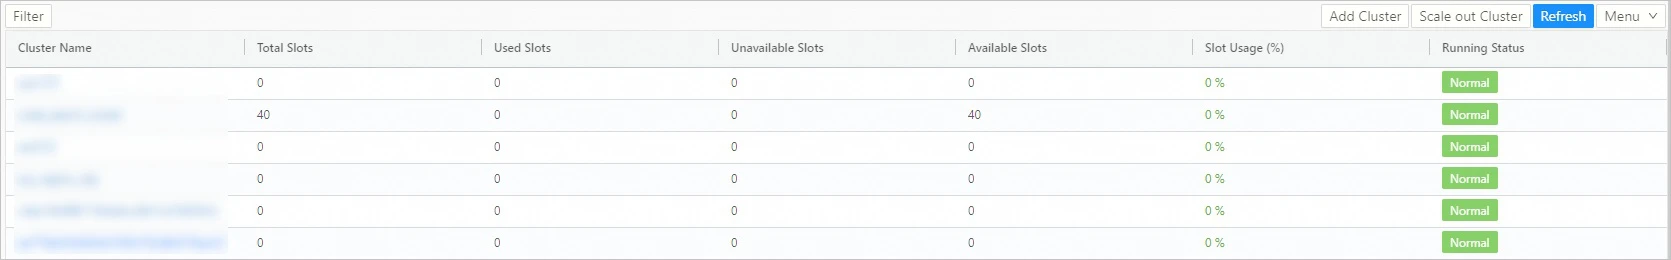 Filter Add Cluster Scale out Cluster Refresh Menu
Cluster Name Total Slots Used Slots Unavailable Slots Available Slots Slot Usage (%) Running Status
0 0 0 0 0 % Normal
40 0 0 40 0 % Normal
0 0 0 0 0 % Normal
0 0 0 0 0 % Normal
0 0 0 0 0 % Normal
0 0 0 0 0 % Normal